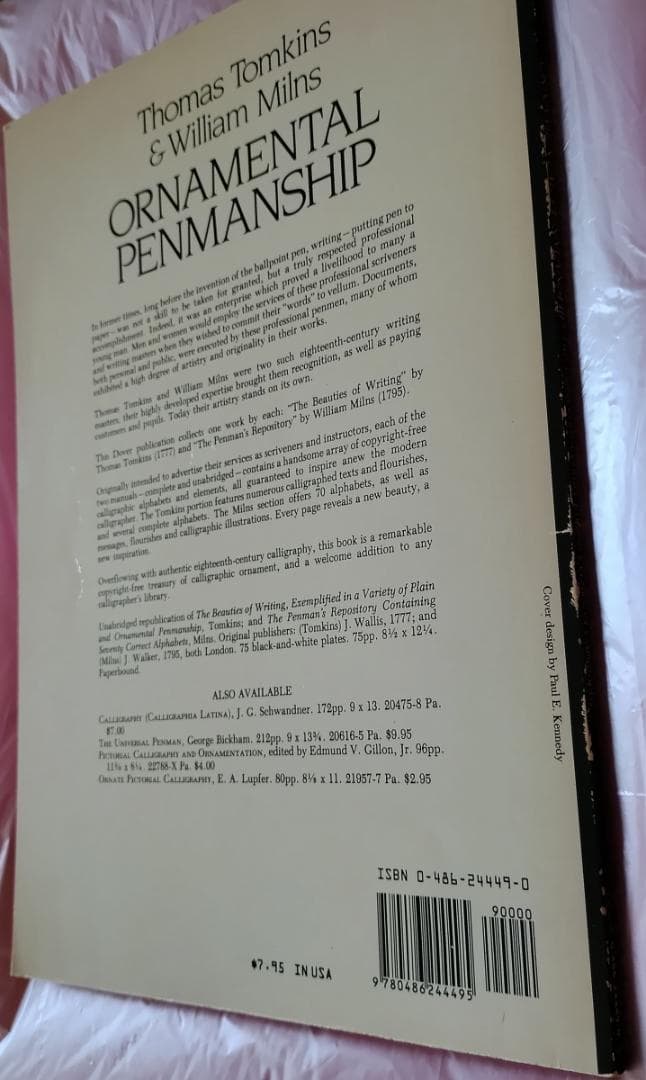 Thomas Tomkins
& William Milns
ORNAMENTAL
PENMANSHIP
In former times, long before the invention of the ballpoint pen, writing—putting pen to
paper—was not a skill to be taken for granted, but a truly respected professional
accomplishment. Indeed, it was an enterprise which proved a livelihood to many a
young man. Men and women would employ the services of these professional scriveners
and writing masters when they wished to commit their "words" to vellum. Documents,
both personal and public, were executed by these professional penmen, many of whom
exhibited a high degree of artistry and originality in their works.
Thomas Tomkins and William Milns were two such eighteenth-century writing
masters, their highly developed expertise brought them recognition, as well as paying
customers and pupils. Today their artistry stands on its own.
This Dover publication collects one work by each: "The Beauties of Writing" by
Thomas Tomkins (1777) and "The Penman's Repository" by William Milns (1795).
Originally intended to advertise their services as scriveners and instructors, each of the
two manuals—complete and unabridged—contains a handsome array of copyright-free
calligraphic alphabets and elements, all guaranteed to inspire anew the modern
calligrapher. The Tomkins portion features numerous calligraphed texts and flourishes,
and several complete alphabets. The Milns section offers 70 alphabets, as well as
messages, flourishes and calligraphic illustrations. Every page reveals a new beauty, a
new inspiration.
Overflowing with authentic eighteenth-century calligraphy, this book is a remarkable
copyright-free treasury of calligraphic ornament, and a welcome addition to any
calligrapher's library.
Unabridged republication of The Beauties of Writing, Exemplified in a Variety of Plain
and Ornamental Penmanship, Tomkins; and The Penman's Repository Containing
Seventy Correct Alphabets, Milns. Original publishers: (Tomkins) J. Wallis, 1777; and
(Milns) J. Walker, 1795, both London. 75 black-and-white plates. 75pp. 8½ x 12¼.
Paperbound.
ALSO AVAILABLE
CALLIGRAPHY (CALLIGRAPHIA LATINA), J. G. Schwandner. 172pp. 9 x 13. 20475-8 Pa.
$7.00
THE UNIVERSAL PENMAN, George Bickham. 212pp. 9 x 13¾. 20616-5 Pa. $9.95
PICTORIAL CALLIGRAPHY AND ORNAMENTATION, edited by Edmund V. Gillon, Jr. 96pp.
x 8¼. 22788-X Pa. $4.00
ORNATE PICTORIAL CALLIGRAPHY, E. A. Lupfer. 80pp. 8⅛ x 11. 21957-7 Pa. $2.95
Cover design by Paul E. Kennedy
ISBN 0-486-24449-0
90000
9 780486 244495
$7.95 IN USA